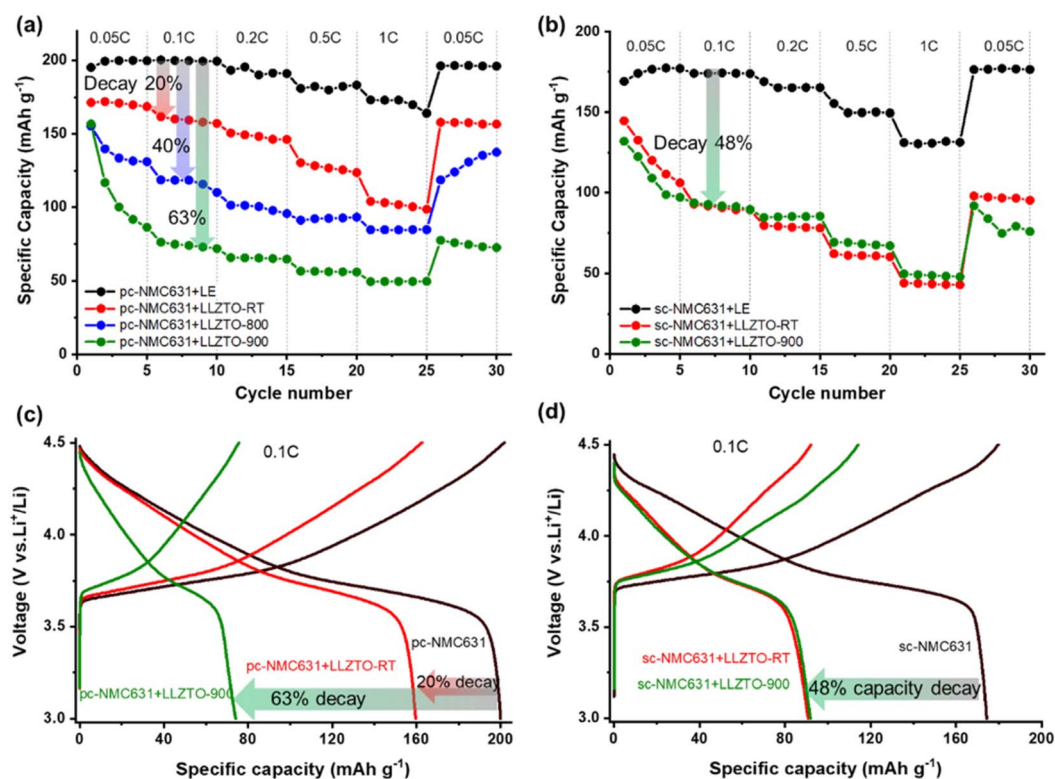 (a)
0.05C 0.1C 0.2C 0.5C 1C 0.05C
Decay 20%
40%
63%
pc-NMC631+LE
pc-NMC631+LLZTO-RT
pc-NMC631+LLZTO-800
pc-NMC631+LLZTO-900
200
150
100
50
0
0 5 10 15 20 25 30
Specific Capacity (mAh g⁻¹)
Cycle number
(b)
0.05C 0.1C 0.2C 0.5C 1C 0.05C
Decay 48%
sc-NMC631+LE
sc-NMC631+LLZTO-RT
sc-NMC631+LLZTO-900
200
150
100
50
0
0 5 10 15 20 25 30
Specific Capacity (mAh g⁻¹)
Cycle number
(c)
0.1C
pc-NMC631
pc-NMC631+LLZTO-RT
pc-NMC631+LLZTO-900
20% decay
63% decay
4.5
4.0
3.5
3.0
0 40 80 120 160 200
Voltage (V vs.Li⁺/Li)
Specific capacity (mAh g⁻¹)
(d)
0.1C
sc-NMC631+LLZTO-RT
sc-NMC631
sc-NMC631+LLZTO-900
48% capacity decay
4.5
4.0
3.5
3.0
0 40 80 120 160 200
Voltage (V vs.Li⁺/Li)
Specific capacity (mAh g⁻¹)